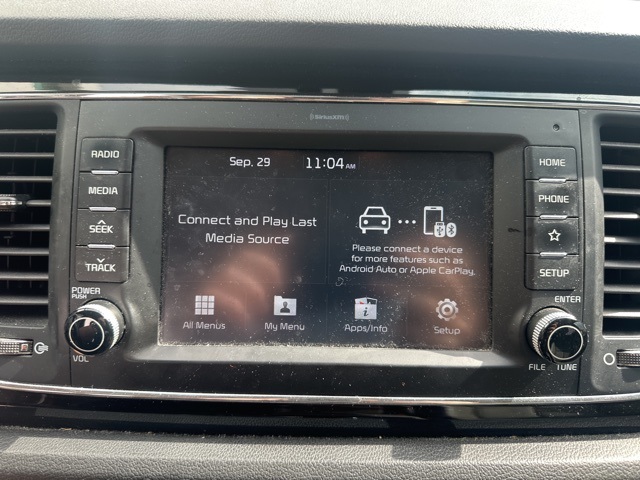 SiriusXM
RADIO
MEDIA
SEEK
TRACK
POWER
PUSH
VOL
Sep. 29 11:04 AM
Connect and Play Last
Media Source
Please connect a device
for more features such as
Android Auto or Apple CarPlay.
All Menus
My Menu
Apps/Info
Setup
HOME
PHONE
SETUP
ENTER
FILE TUNE